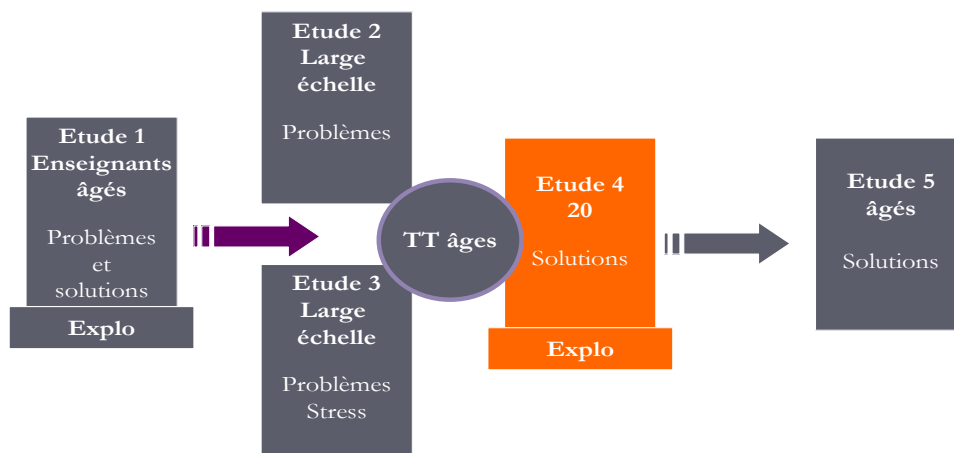 Etude 1
Enseignants
âgés
Problèmes
et
solutions
Explo
Etude 2
Large
échelle
Problèmes
Etude 3
Large
échelle
Problèmes
Stress
TT âges
Etude 4
20
Solutions
Explo
Etude 5
âgés
Solutions